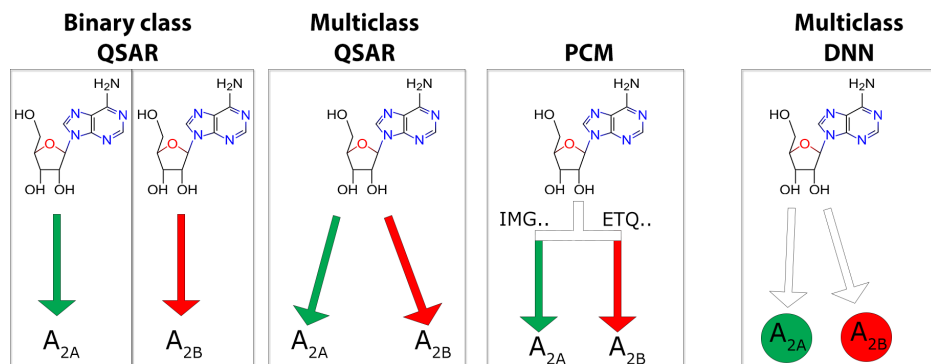 Binary class
QSAR
Multiclass
QSAR
PCM
Multiclass
DNN
H₂N
HO
N
N
N
N
O
OH OH
H₂N
HO
N
N
N
N
O
OH OH
H₂N
HO
N
N
N
N
O
OH OH
H₂N
HO
N
N
N
N
O
OH OH
H₂N
HO
N
N
N
N
O
OH OH
IMG.. ETQ..
A2A
A2B
A2A
A2B
A2A
A2B
A2A
A2B